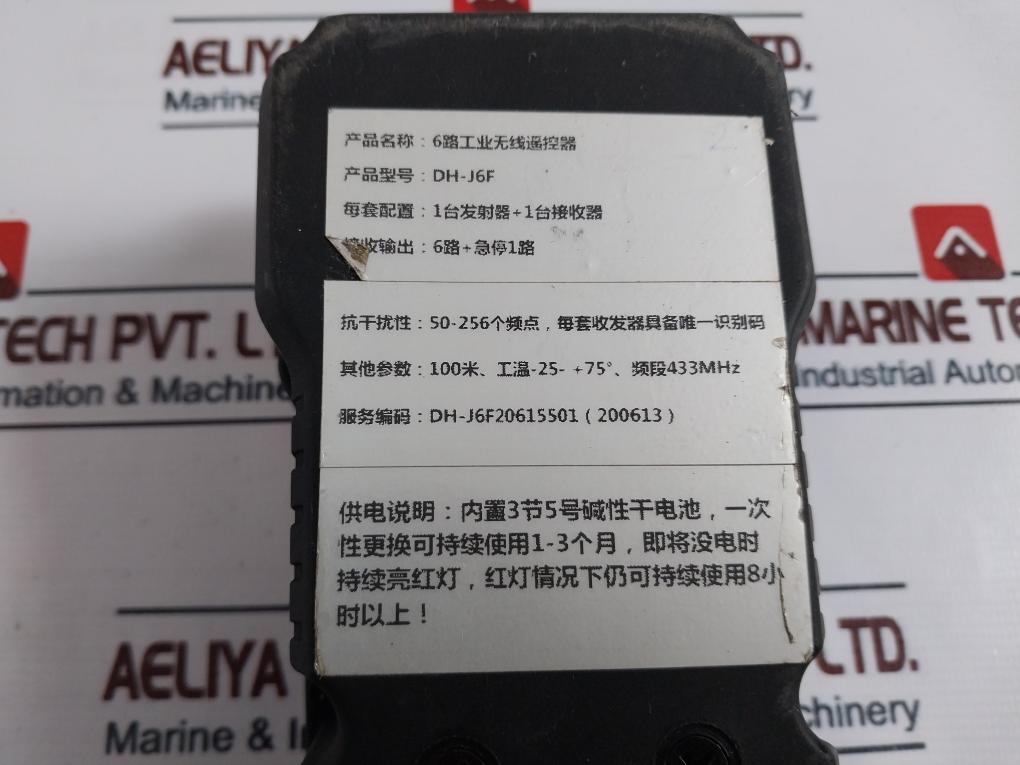 AELIYA
TD.
Marine
ry
产品名称：6路工业无线遥控器
产品型号：DH-J6F
每套配置：1台发射器+1台接收器
接收输出：6路+急停1路
抗干扰性：50-256个频点，每套收发器具备唯一识别码
其他参数：100米、工温-25- +75°、频段433MHz
服务编码：DH-J6F20615501（200613）
供电说明：内置3节5号碱性干电池，一次
性更换可持续使用1-3个月，即将没电时
持续亮红灯，红灯情况下仍可持续使用8小
时以上！
TECH PVT. L
MARINE TE
mation & Machine
Industrial Autor
AELIYA
LTD.
Marine & I
chinery